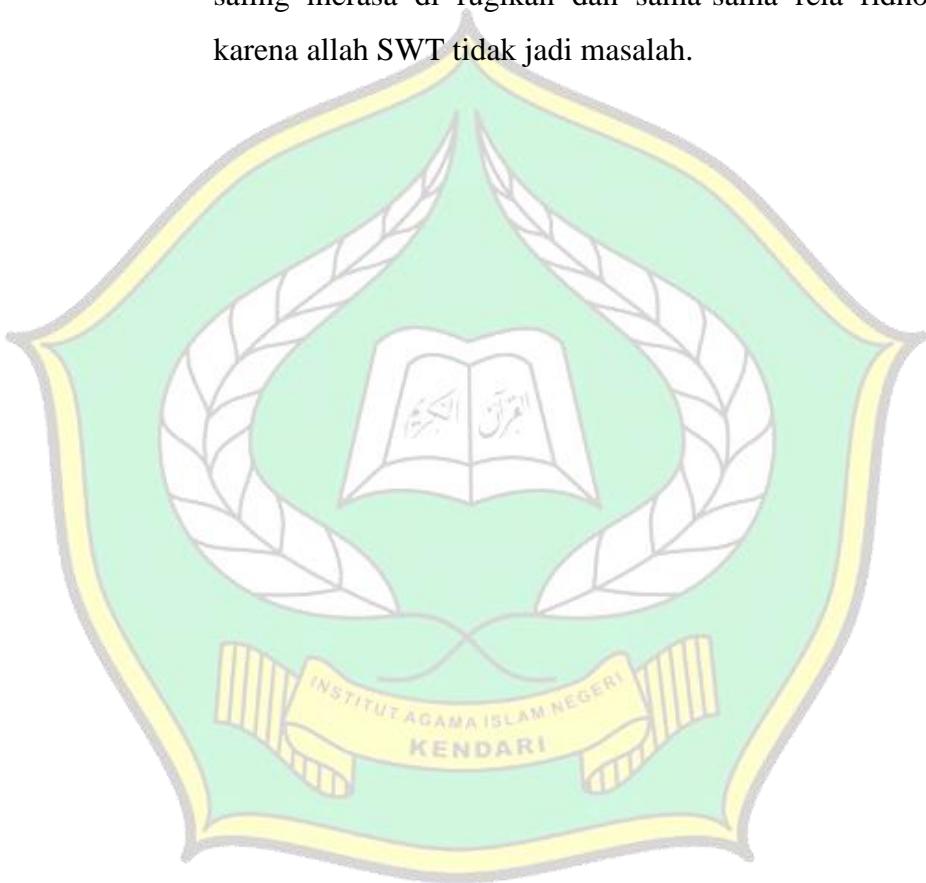 saling merasa di rugikan dan sama-sama rela ridho
karena allah SWT tidak jadi masalah.
القرآن الكريم
INSTITUT AGAMA ISLAM NEGERI
KENDARI